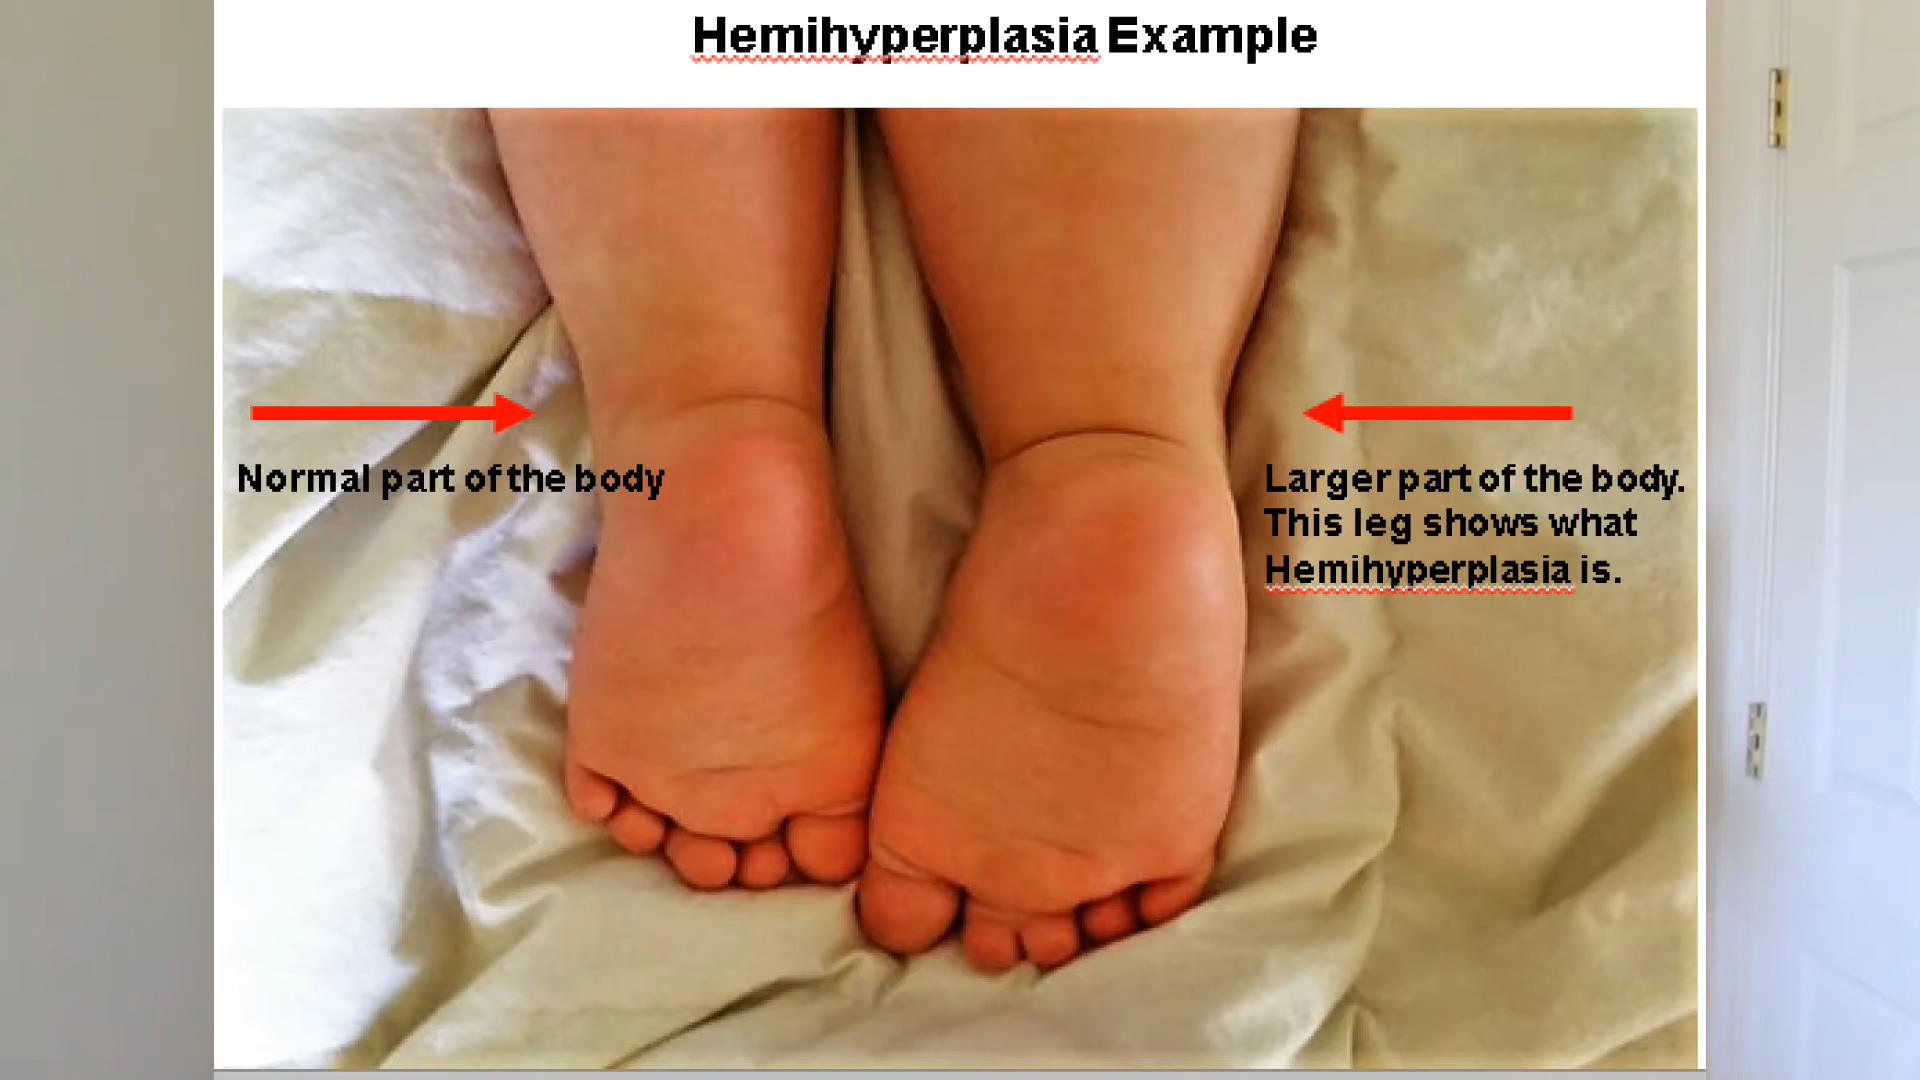 Hemihyperplasia Example
Normal part of the body
Larger part of the body.
This leg shows what
Hemihyperplasia is.